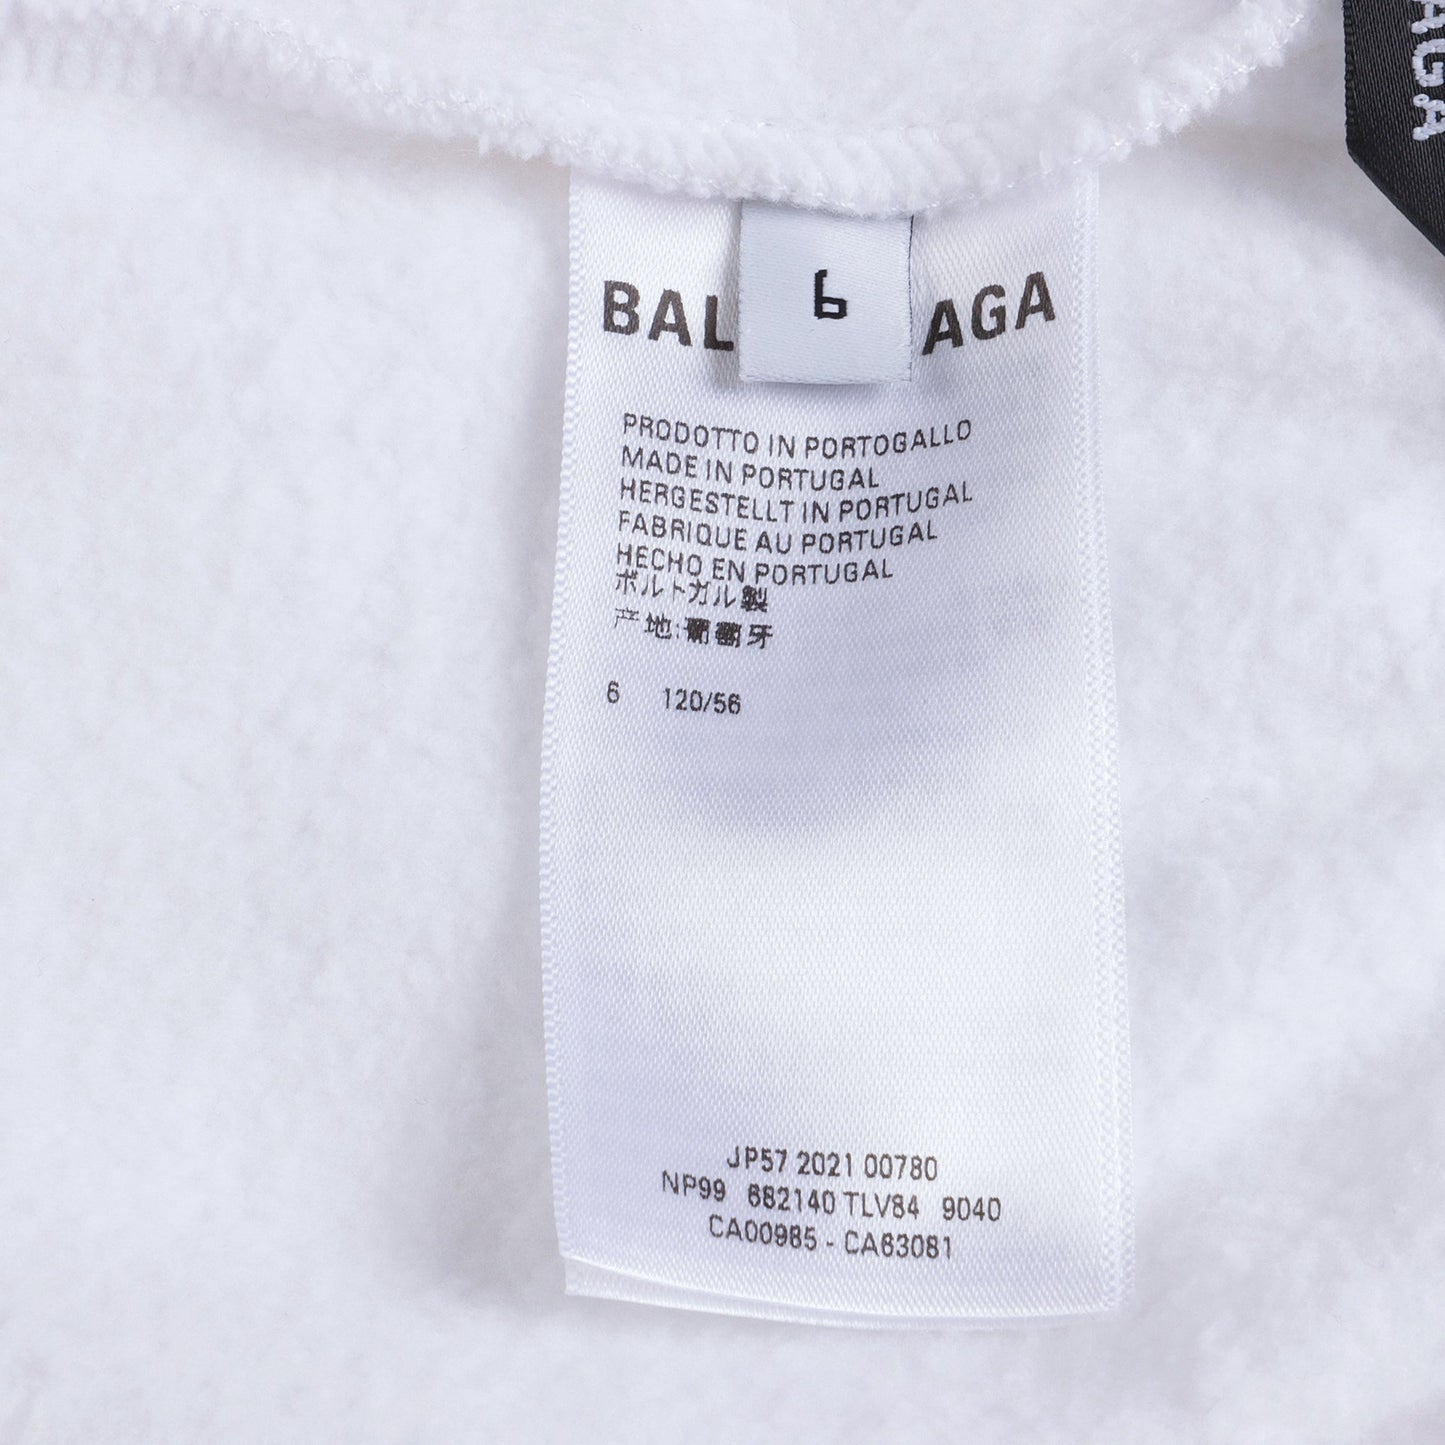 AGA
BAL AGA
6
PRODOTTO IN PORTOGALLO
MADE IN PORTUGAL
HERGESTELLT IN PORTUGAL
FABRIQUE AU PORTUGAL
HECHO EN PORTUGAL
ポルトガル製
产地:葡萄牙
6 120/56
JP57 2021 00780
NP99 682140 TLV84 9040
CA00985 - CA63081